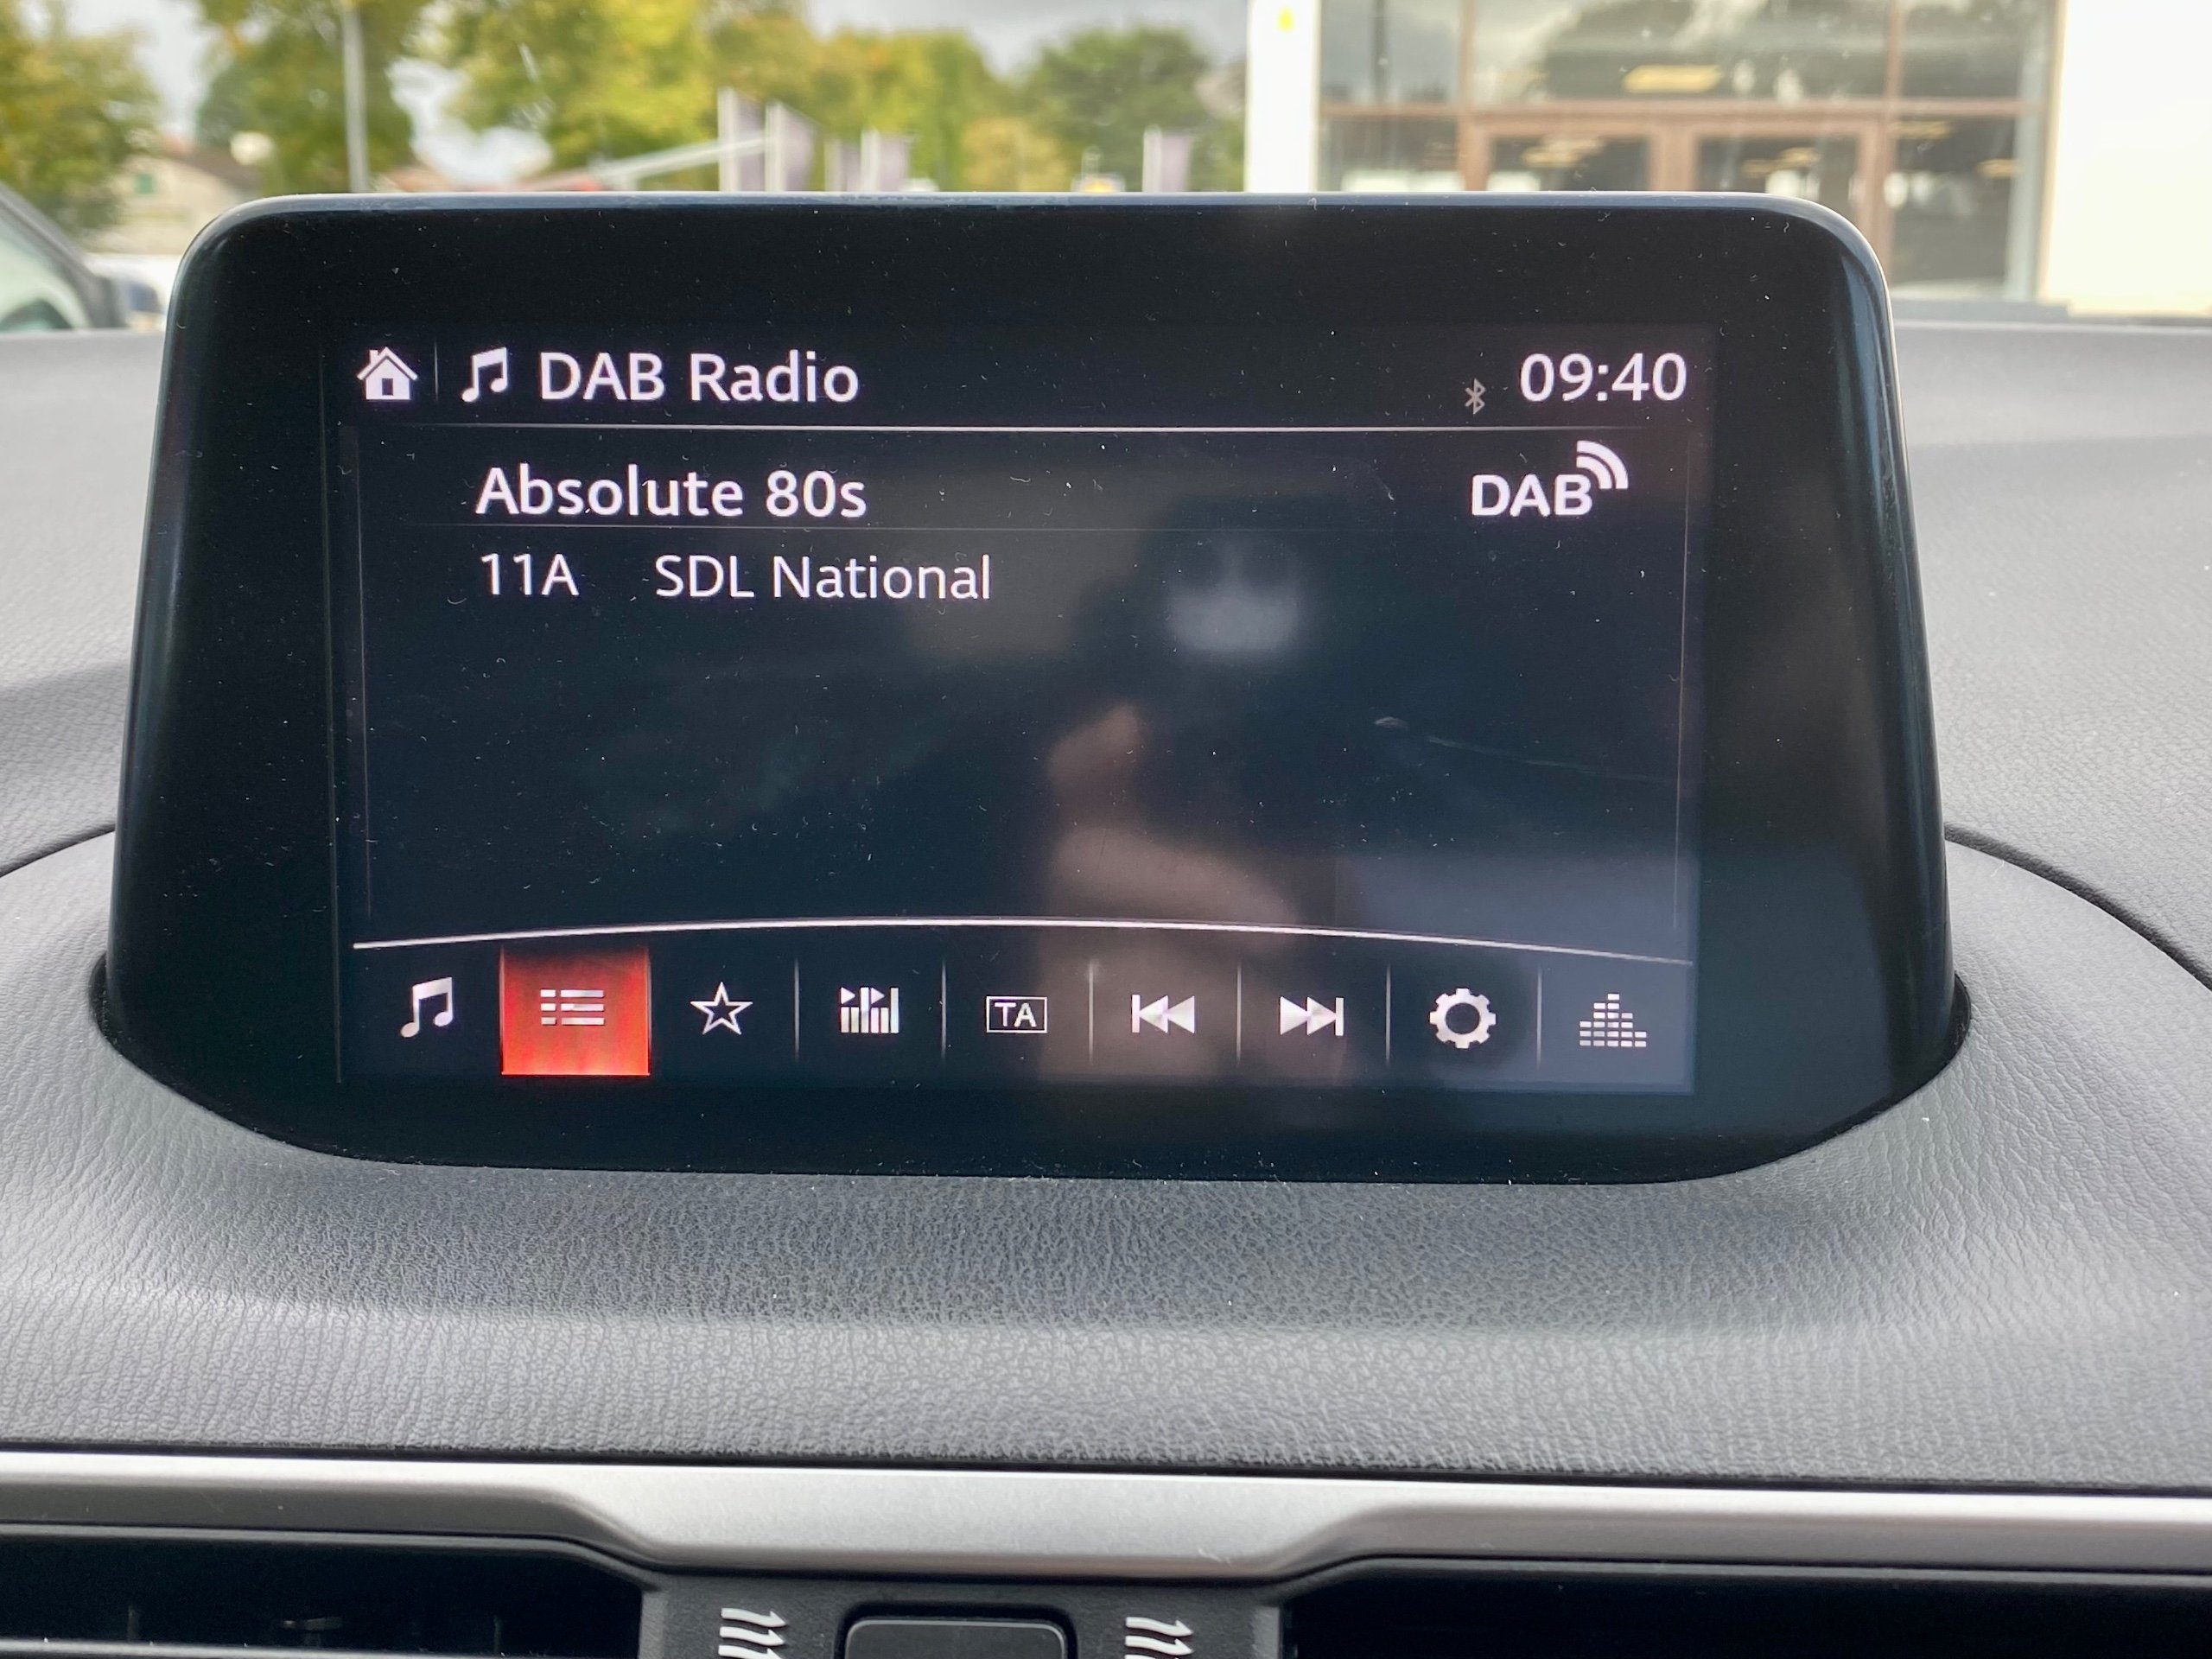 DAB Radio 09:40
Absolute 80s DAB
11A SDL National
TA